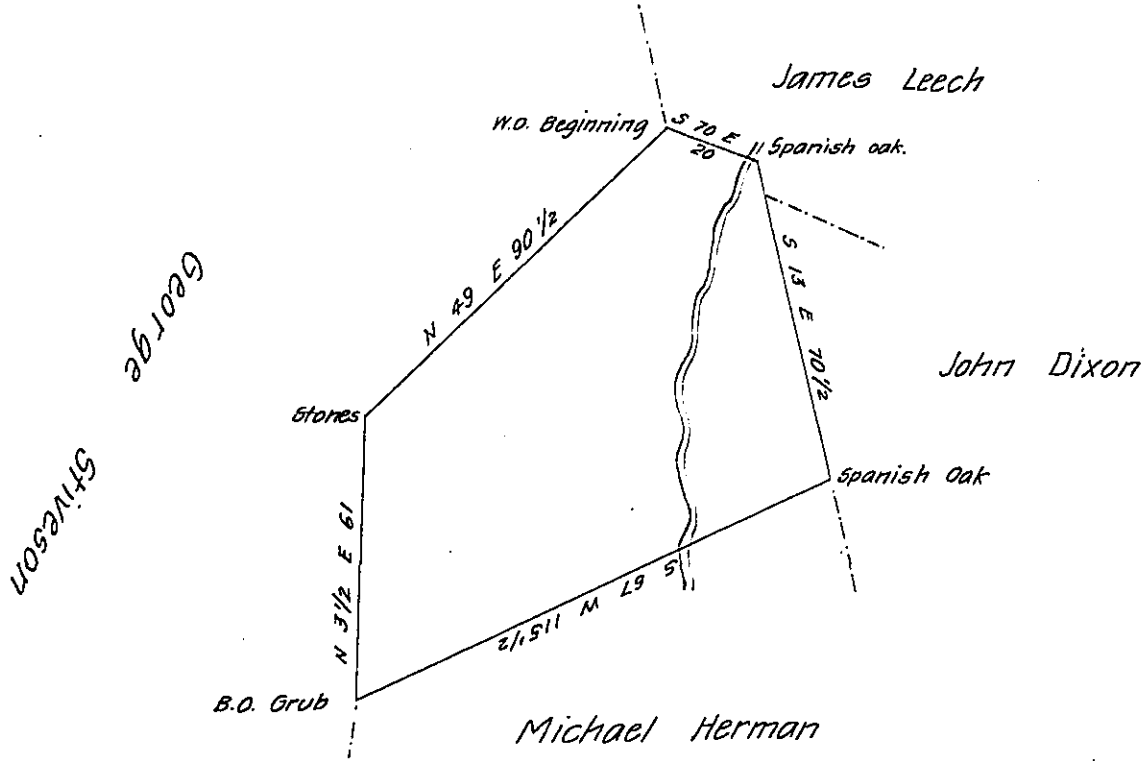 James Leech
W.O. Beginning
S 70 E
20
Spanish oak.
N 49 E 90 1/2
S 13 E 70 1/2
George
Stiveson
John Dixon
Stones
Spanish Oak
N 3 1/2 E 61
S 67 W 115 1/2
B.O. Grub
Michael Herman